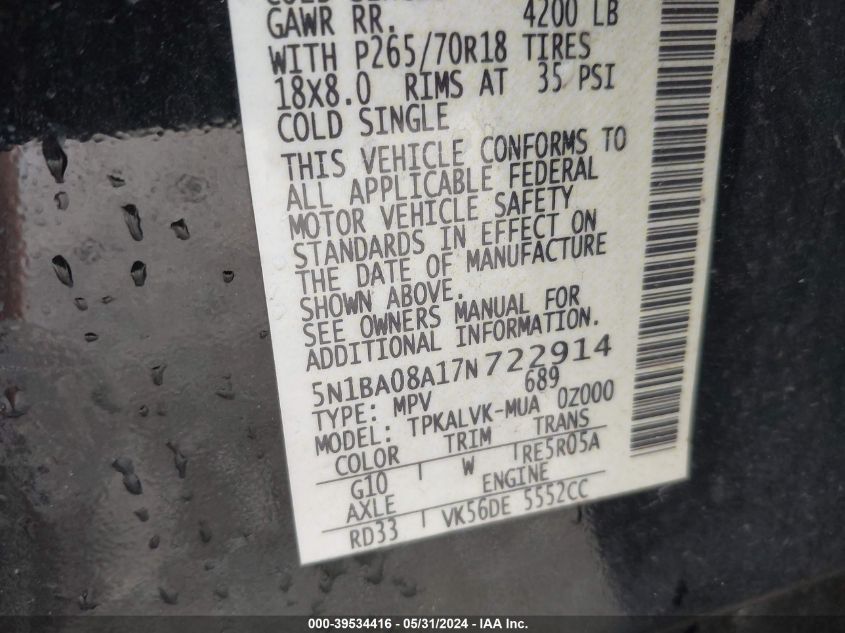 GAWR RR. 4200 LB
WITH P265/70R18 TIRES
18X8.0 RIMS AT 35 PSI
COLD SINGLE
THIS VEHICLE CONFORMS TO
ALL APPLICABLE FEDERAL
MOTOR VEHICLE SAFETY
STANDARDS IN EFFECT ON
THE DATE OF MANUFACTURE
SHOWN ABOVE.
SEE OWNERS MANUAL FOR
ADDITIONAL INFORMATION.
5N1BA08A17N722914
TYPE: MPV 689
MODEL: TPKALVK-MUA 0Z000
COLOR TRIM TRANS
G10 W RE5R05A
AXLE ENGINE
RD33 VK56DE 5552CC
000-39534416 - 05/31/2024 - IAA Inc.